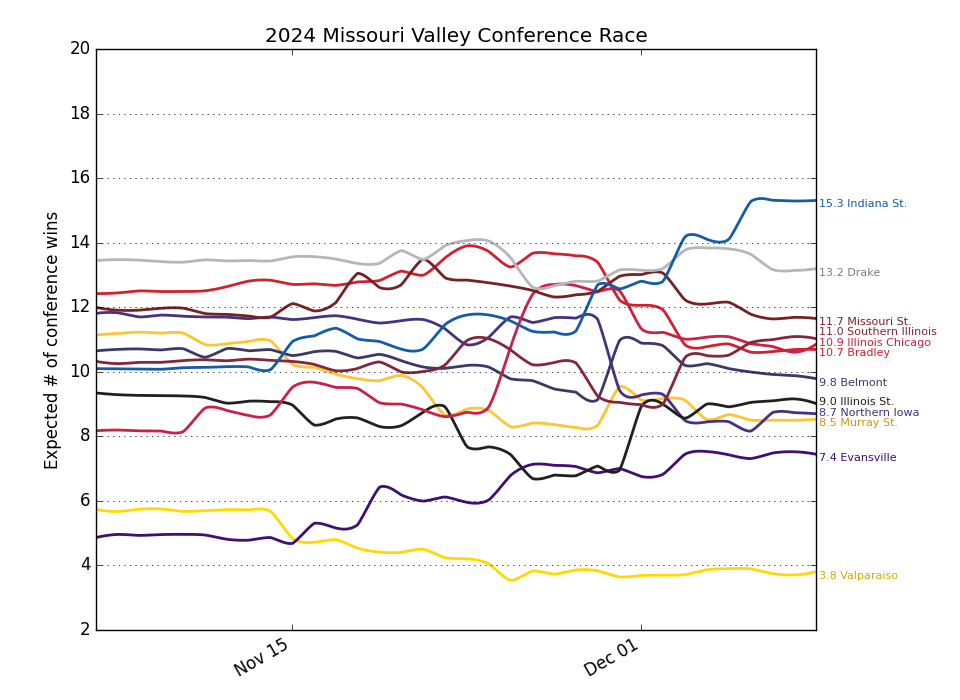 2024 Missouri Valley Conference Race
Expected # of conference wins
20
18
16
14
12
10
8
6
4
2
Nov 15
Dec 01
15.3 Indiana St.
13.2 Drake
11.7 Missouri St.
11.0 Southern Illinois
10.9 Illinois Chicago
10.7 Bradley
9.8 Belmont
9.0 Illinois St.
8.7 Northern Iowa
8.5 Murray St.
7.4 Evansville
3.8 Valparaiso